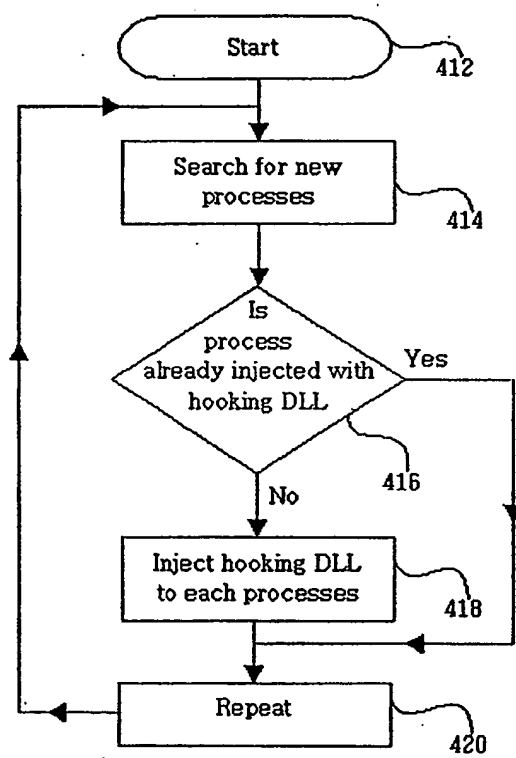 Start
412
Search for new
processes
414
Is
process
already injected with
hooking DLL
Yes
416
No
Inject hooking DLL
to each processes
418
Repeat
420